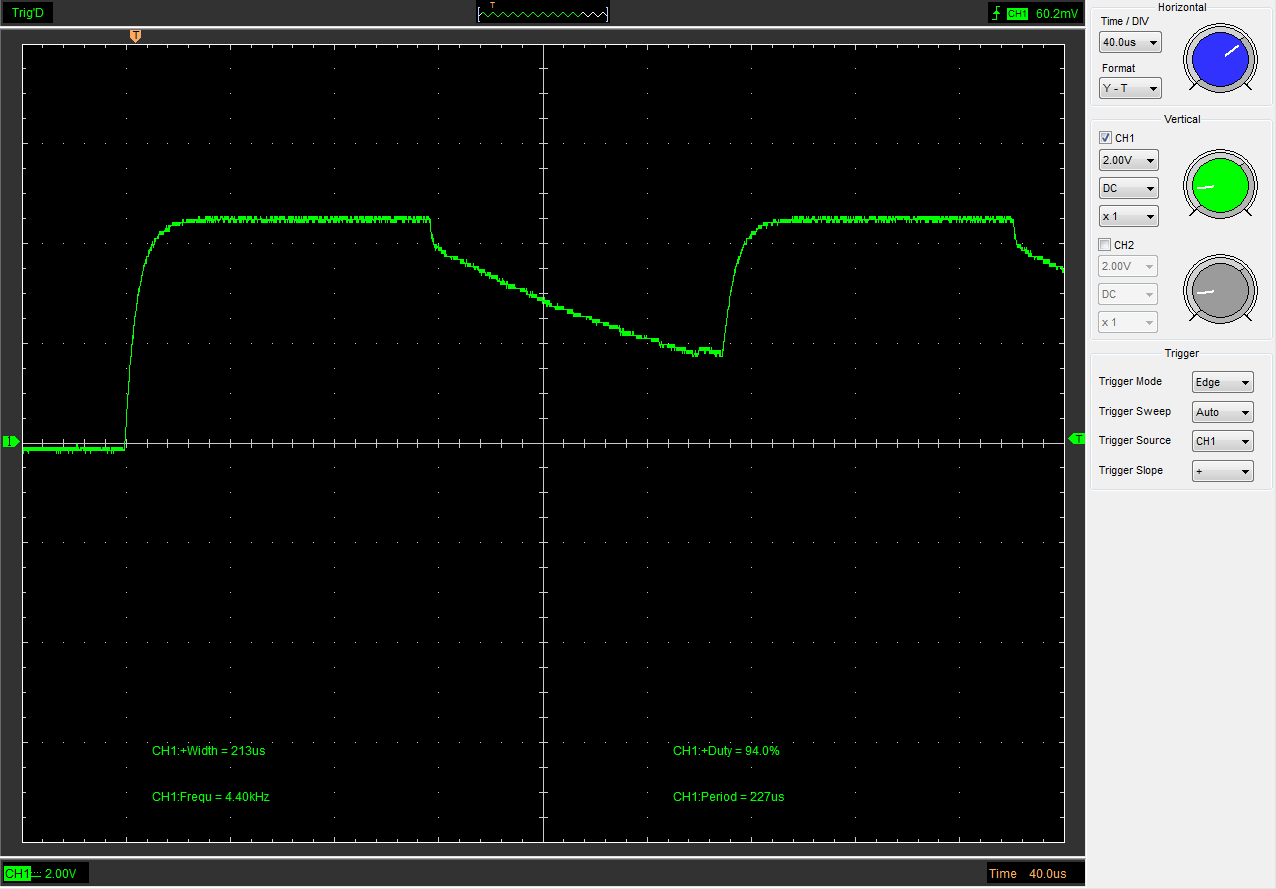 Trig'D
T
CH1 60.2mV
T
1
T
CH1:+Width = 213us
CH1:+Duty = 94.0%
CH1:Frequ = 4.40kHz
CH1:Period = 227us
CH1 2.00V
Time 40.0us
Horizontal
Time / DIV
40.0us
Format
Y - T
Vertical
CH1
2.00V
DC
x 1
CH2
2.00V
DC
x 1
Trigger
Trigger Mode Edge
Trigger Sweep Auto
Trigger Source CH1
Trigger Slope +